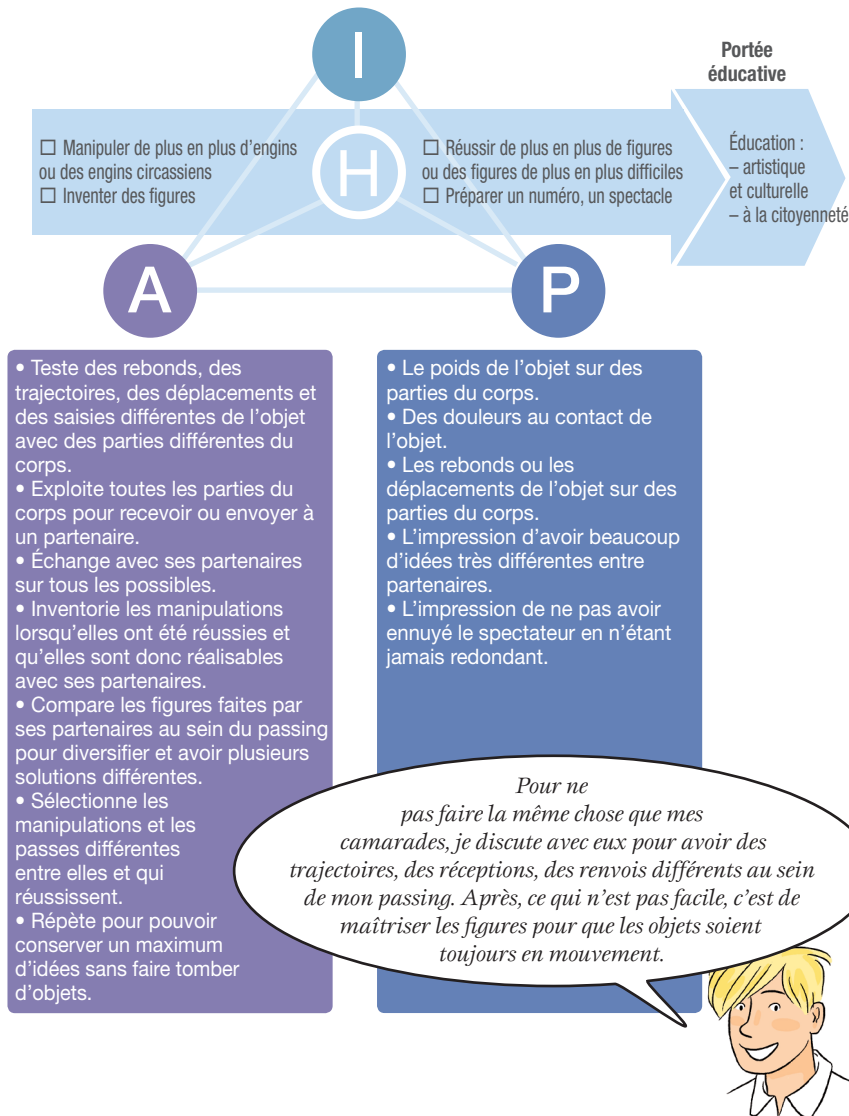 I
Portée
éducative
☐ Manipuler de plus en plus d'engins
ou des engins circassiens
☐ Inventer des figures
H
☐ Réussir de plus en plus de figures
ou des figures de plus en plus difficiles
☐ Préparer un numéro, un spectacle
Éducation :
– artistique
et culturelle
– à la citoyenneté
A
P
• Teste des rebonds, des
trajectoires, des déplacements et
des saisies différentes de l'objet
avec des parties différentes du
corps.
• Exploite toutes les parties du
corps pour recevoir ou envoyer à
un partenaire.
• Échange avec ses partenaires
sur tous les possibles.
• Inventorie les manipulations
lorsqu'elles ont été réussies et
qu'elles sont donc réalisables
avec ses partenaires.
• Compare les figures faites par
ses partenaires au sein du passing
pour diversifier et avoir plusieurs
solutions différentes.
• Sélectionne les
manipulations et les
passes différentes
entre elles et qui
réussissent.
• Répète pour pouvoir
conserver un maximum
d'idées sans faire tomber
d'objets.
• Le poids de l'objet sur des
parties du corps.
• Des douleurs au contact de
l'objet.
• Les rebonds ou les
déplacements de l'objet sur des
parties du corps.
• L'impression d'avoir beaucoup
d'idées très différentes entre
partenaires.
• L'impression de ne pas avoir
ennuyé le spectateur en n'étant
jamais redondant.
Pour ne
pas faire la même chose que mes
camarades, je discute avec eux pour avoir des
trajectoires, des réceptions, des renvois différents au sein
de mon passing. Après, ce qui n'est pas facile, c'est de
maîtriser les figures pour que les objets soient
toujours en mouvement.